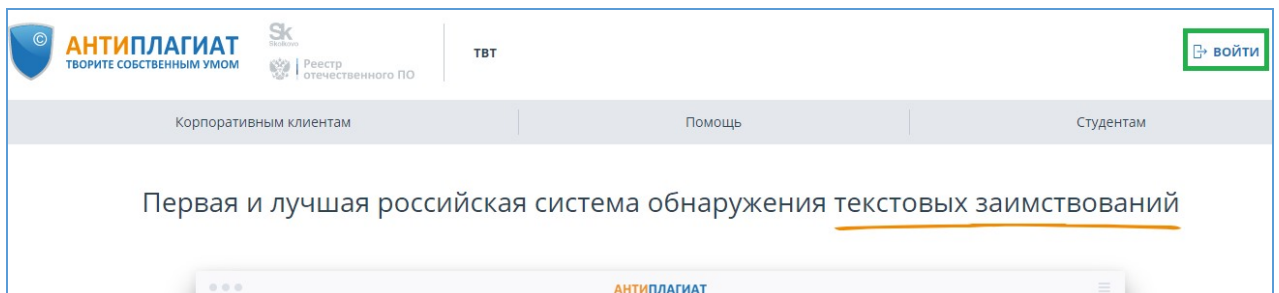 ©
АНТИПЛАГИАТ
ТВОРИТЕ СОБСТВЕННЫМ УМОМ
Sk
Skolkovo
Реестр
отечественного ПО
ТВТ
ВОЙТИ
Корпоративным клиентам
Помощь
Студентам
Первая и лучшая российская система обнаружения текстовых заимствований
АНТИПЛАГИАТ